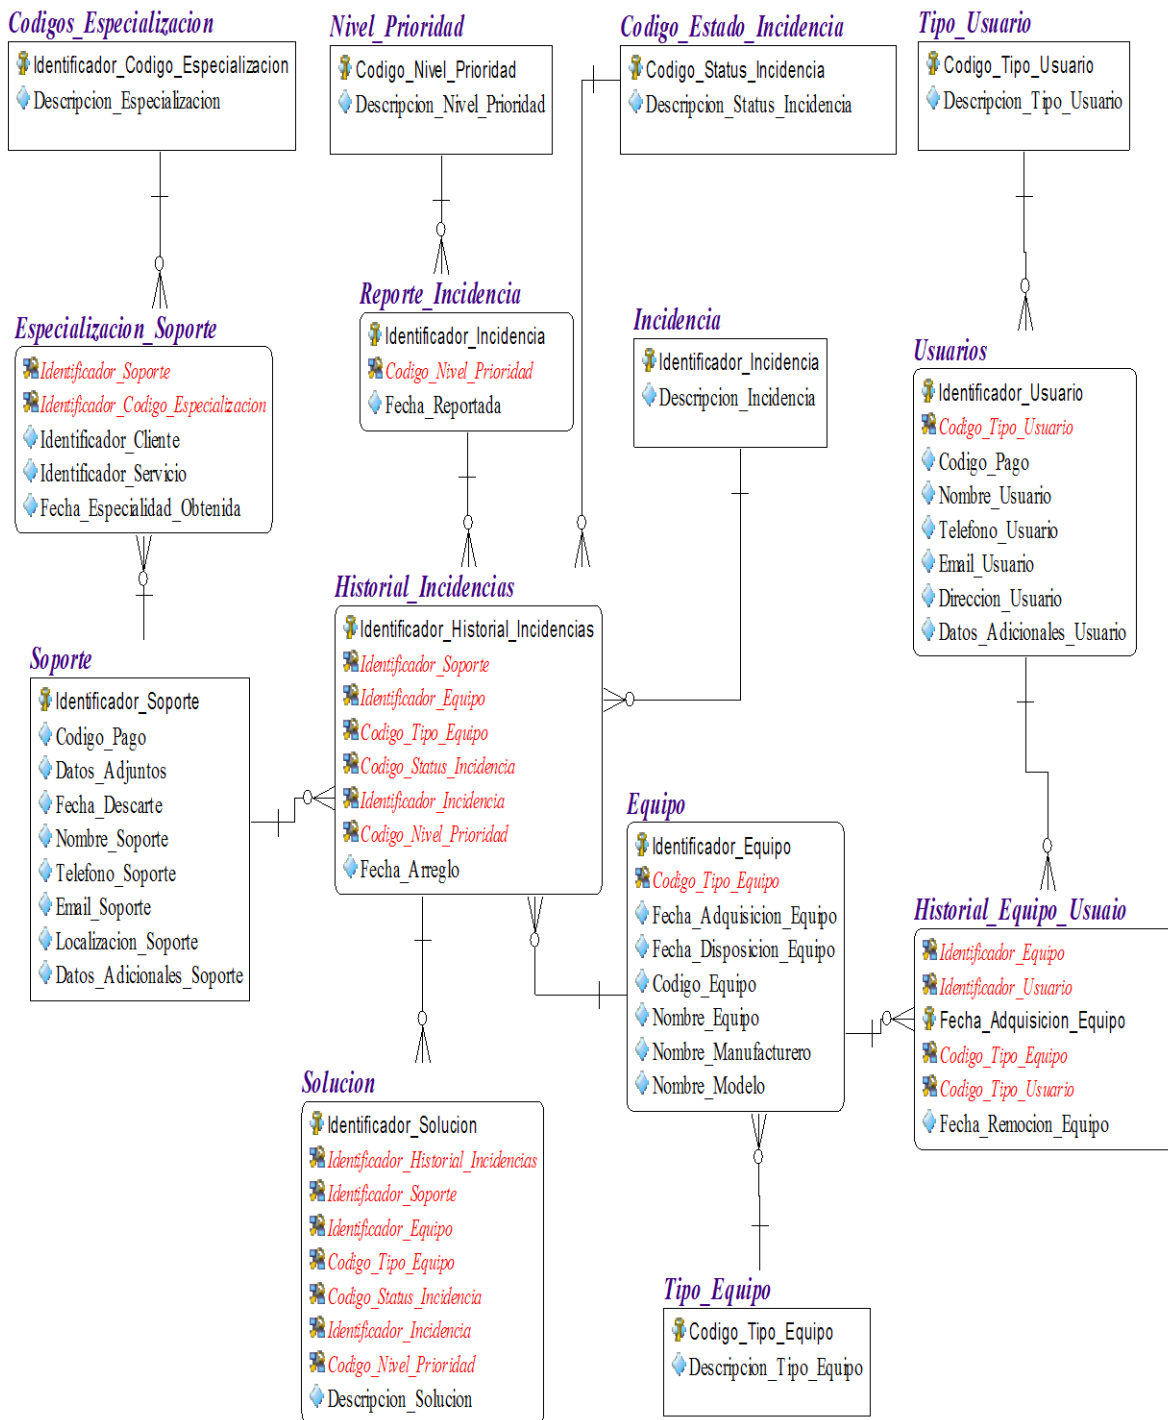 Codigos_Especializacion
Identificador_Codigo_Especializacion
Descripcion_Especializacion
Nivel_Prioridad
Codigo_Nivel_Prioridad
Descripcion_Nivel_Prioridad
Codigo_Estado_Incidencia
Codigo_Status_Incidencia
Descripcion_Status_Incidencia
Tipo_Usuario
Codigo_Tipo_Usuario
Descripcion_Tipo_Usuario
Especializacion_Soporte
Identificador_Soporte
Identificador_Codigo_Especializacion
Identificador_Cliente
Identificador_Servicio
Fecha_Especialidad_Obtenida
Reporte_Incidencia
Identificador_Incidencia
Codigo_Nivel_Prioridad
Fecha_Reportada
Incidencia
Identificador_Incidencia
Descripcion_Incidencia
Usuarios
Identificador_Usuario
Codigo_Tipo_Usuario
Codigo_Pago
Nombre_Usuario
Telefono_Usuario
Email_Usuario
Direccion_Usuario
Datos_Adicionales_Usuario
Soporte
Identificador_Soporte
Codigo_Pago
Datos_Adjuntos
Fecha_Descarte
Nombre_Soporte
Telefono_Soporte
Email_Soporte
Localizacion_Soporte
Datos_Adicionales_Soporte
Historial_Incidencias
Identificador_Historial_Incidencias
Identificador_Soporte
Identificador_Equipo
Codigo_Tipo_Equipo
Codigo_Status_Incidencia
Identificador_Incidencia
Codigo_Nivel_Prioridad
Fecha_Arreglo
Equipo
Identificador_Equipo
Codigo_Tipo_Equipo
Fecha_Adquisicion_Equipo
Fecha_Disposicion_Equipo
Codigo_Equipo
Nombre_Equipo
Nombre_Manufacturero
Nombre_Modelo
Historial_Equipo_Usuaio
Identificador_Equipo
Identificador_Usuario
Fecha_Adquisicion_Equipo
Codigo_Tipo_Equipo
Codigo_Tipo_Usuario
Fecha_Remocion_Equipo
Solucion
Identificador_Solucion
Identificador_Historial_Incidencias
Identificador_Soporte
Identificador_Equipo
Codigo_Tipo_Equipo
Codigo_Status_Incidencia
Identificador_Incidencia
Codigo_Nivel_Prioridad
Descripcion_Solucion
Tipo_Equipo
Codigo_Tipo_Equipo
Descripcion_Tipo_Equipo